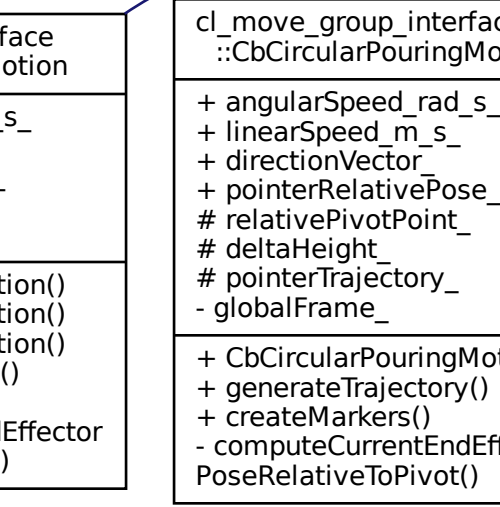 face
otion
_s_
-
tion()
tion()
tion()
()
dEffector
)
cl_move_group_interfac
::CbCircularPouringMo
+ angularSpeed_rad_s_
+ linearSpeed_m_s_
+ directionVector_
+ pointerRelativePose_
# relativePivotPoint_
# deltaHeight_
# pointerTrajectory_
- globalFrame_
+ CbCircularPouringMot
+ generateTrajectory()
+ createMarkers()
- computeCurrentEndEff
PoseRelativeToPivot()